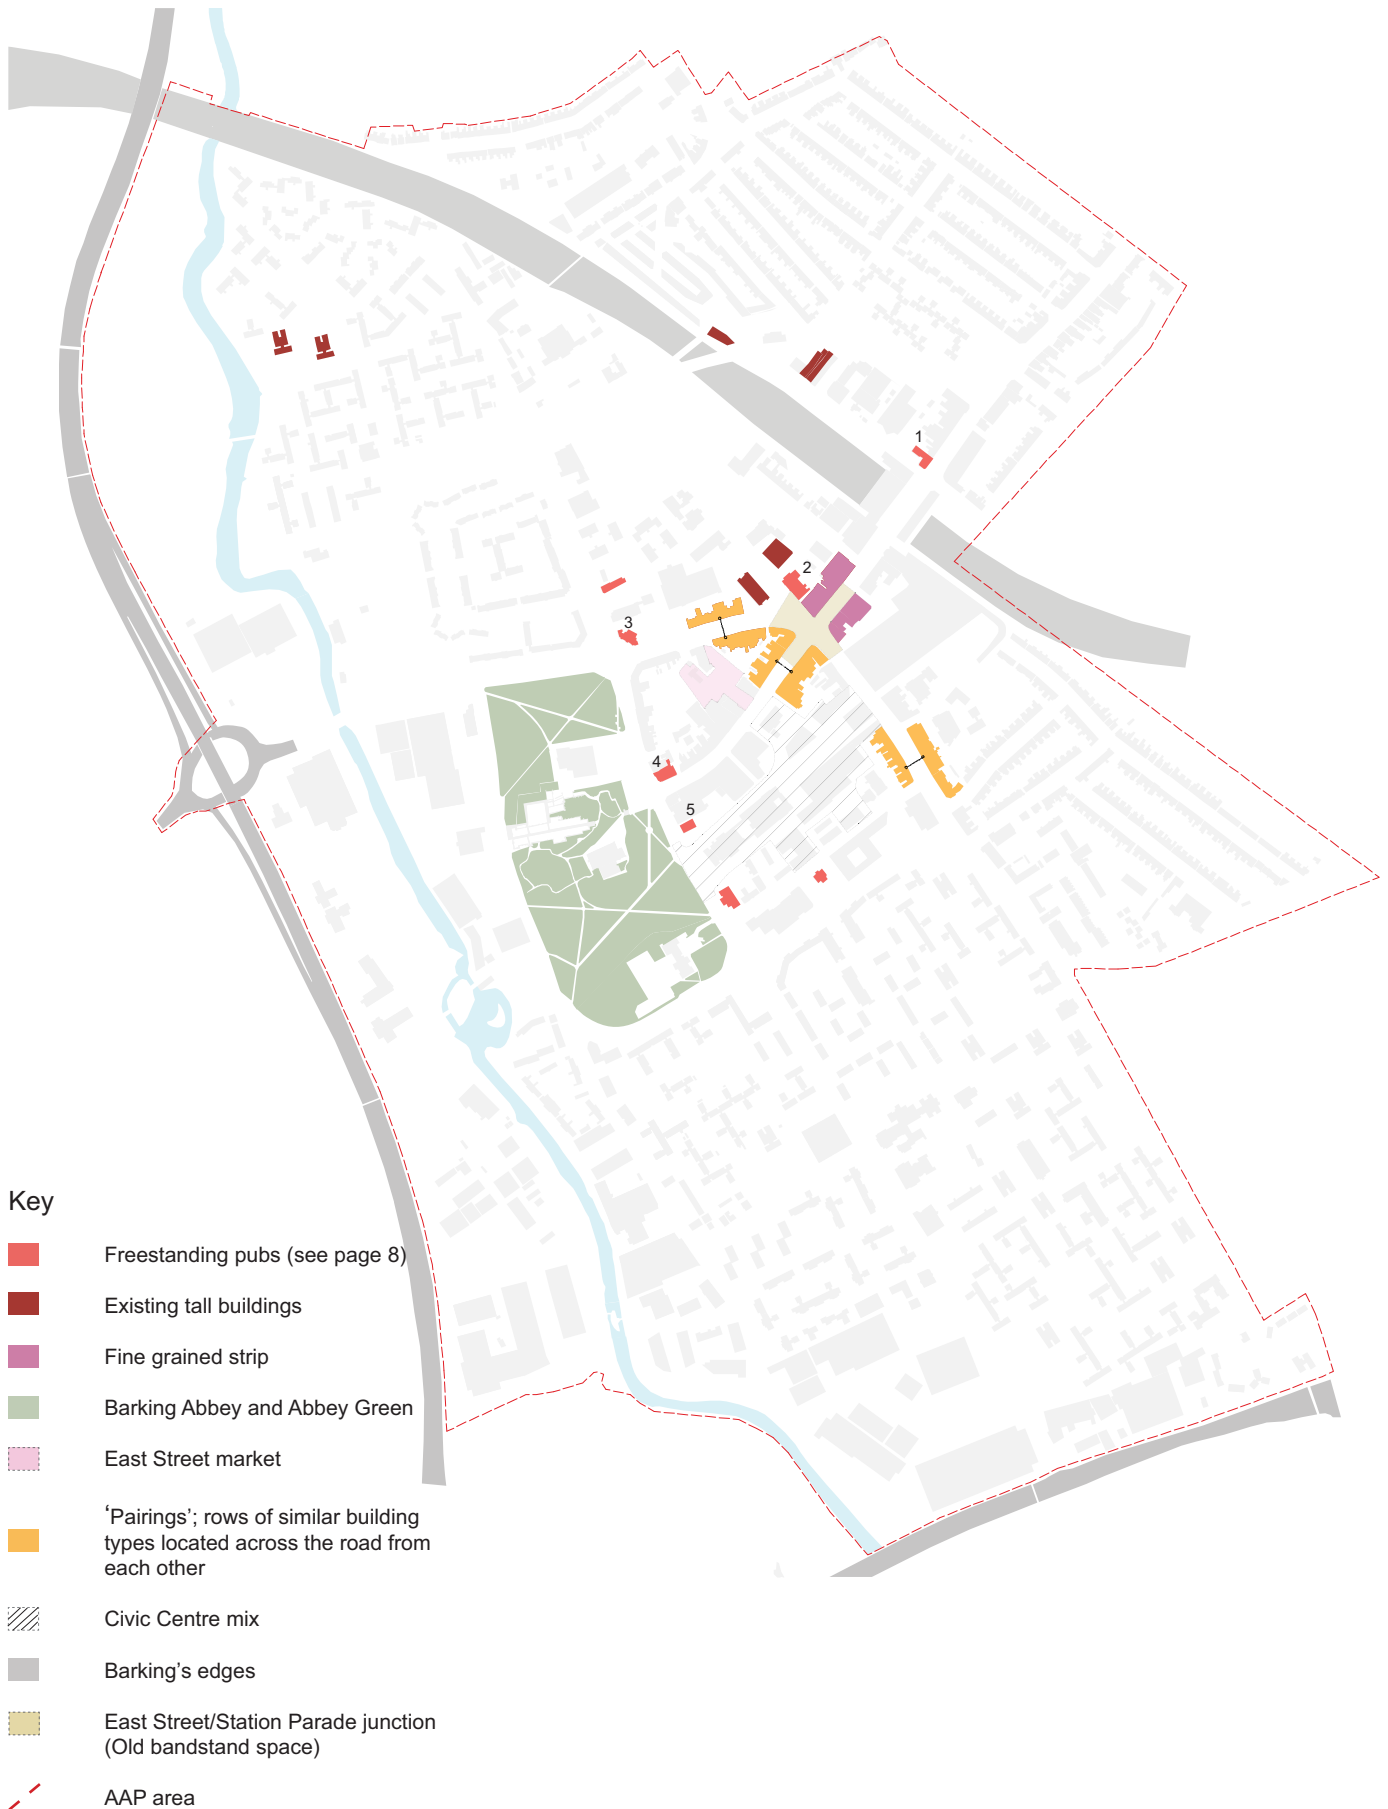 1
2
3
4
5
Key
Freestanding pubs (see page 8)
Existing tall buildings
Fine grained strip
Barking Abbey and Abbey Green
East Street market
‘Pairings’; rows of similar building
types located across the road from
each other
Civic Centre mix
Barking’s edges
East Street/Station Parade junction
(Old bandstand space)
AAP area